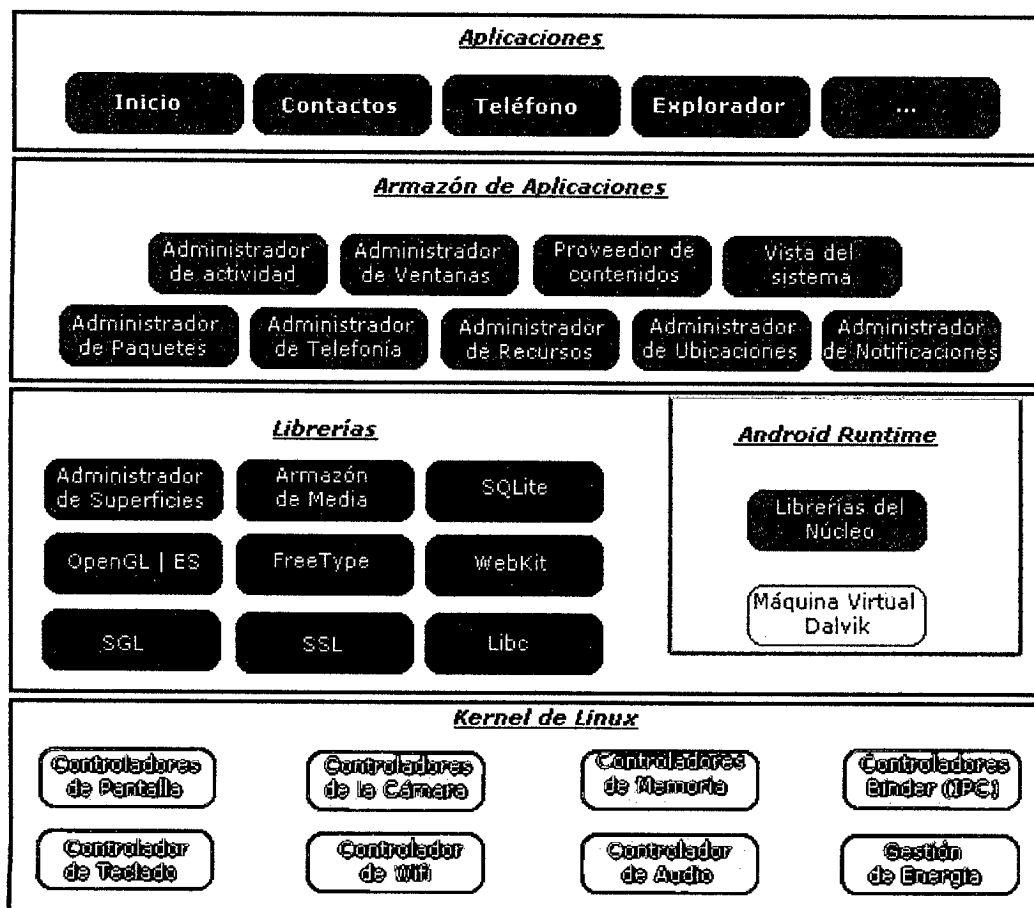 Aplicaciones
Inicio
Contactos
Teléfono
Explorador
...
Armazón de Aplicaciones
Administrador
de actividad
Administrador
de Ventanas
Proveedor de
contenidos
Vista del
sistema
Administrador
de Paquetes
Administrador
de Telefonía
Administrador
de Recursos
Administrador
de Ubicaciones
Administrador
de Notificaciones
Librerías
Administrador
de Superficies
Armazón
de Media
SQLite
OpenGL | ES
FreeType
WebKit
SGL
SSL
Libc
Android Runtime
Librerías del
Núcleo
Máquina Virtual
Dalvik
Kernel de Linux
Controladores
de Pantalla
Controladores
de la Cámara
Controladores
de Memoria
Controladores
Binder (IPC)
Controlador
de Teclado
Controlador
de Wifi
Controlador
de Audio
Gestión
de Energía